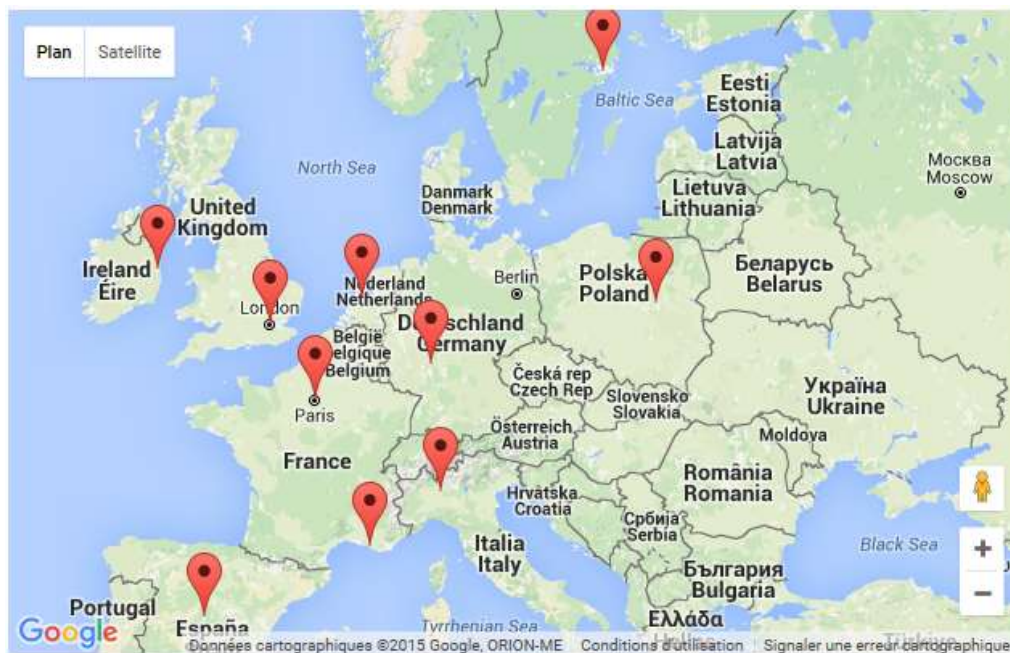 Plan
Satellite
Eesti
Estonia
Baltic Sea
Latvija
Latvia
Москва
Moscow
North Sea
Danmark
Denmark
Lietuva
Lithuania
United
Kingdom
Ireland
Éire
Nederland
Netherlands
Berlin
Polska
Poland
Беларусь
Belarus
London
Deutschland
Germany
België
Belgique
Belgium
Česká rep
Czech Rep
Україна
Ukraine
Paris
Slovensko
Slovakia
Österreich
Austria
Moldova
France
România
Romania
Hrvatska
Croatia
Србија
Serbia
Italia
Italy
Black Sea
България
Bulgaria
Portugal
España
Ελλάδα
Tyrrhenian Sea
Google
Données cartographiques ©2015 Google, ORION-ME
Conditions d'utilisation
Signaler une erreur cartographique